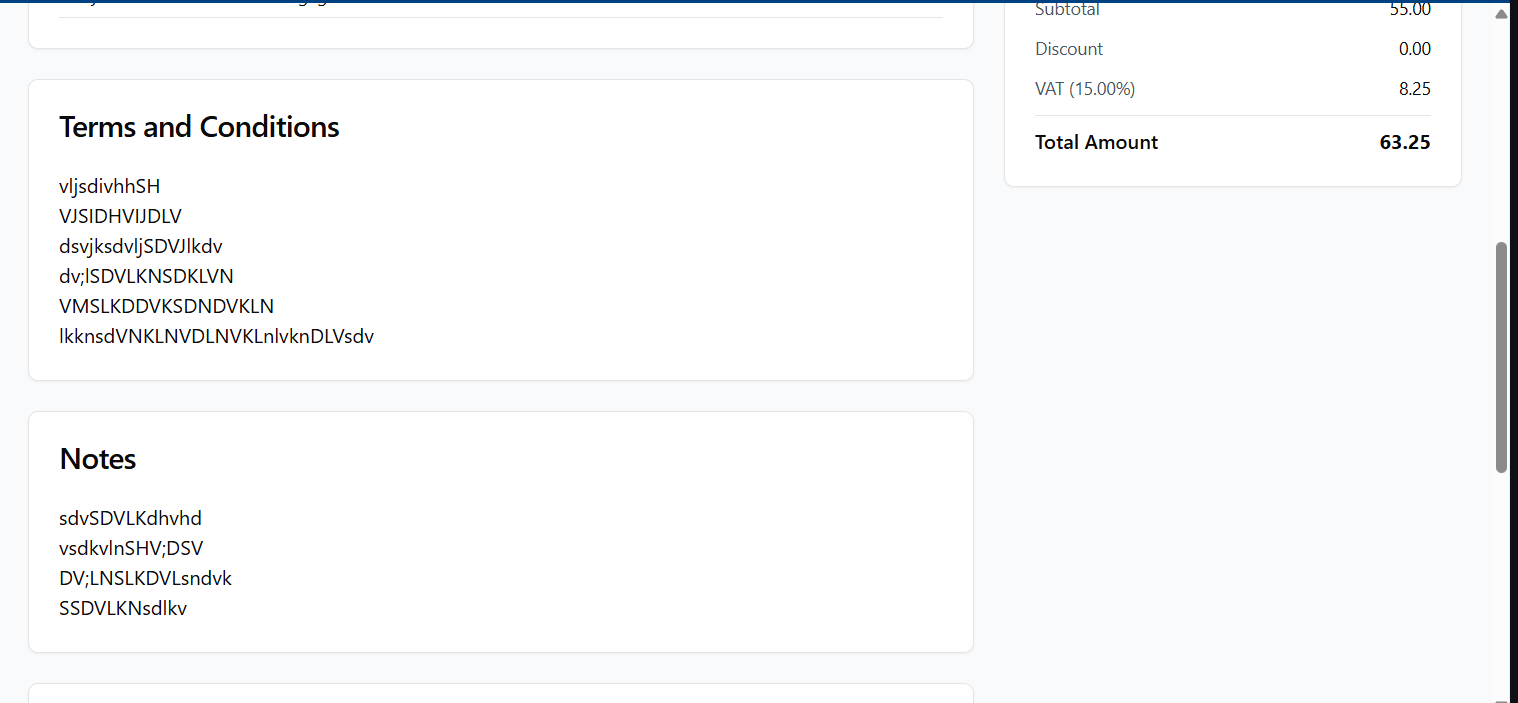 Subtotal 55.00
Discount 0.00
VAT (15.00%) 8.25
Total Amount 63.25
Terms and Conditions
vljsdivhhSH
VJSIDHVIJDLV
dsvjksdvljSDVJlkdv
dv;lSDVLKNSDKLVN
VMSLKDDVKSDNDVKLN
lkknsdVNKLNVDLNVKLnlvknDLVsdv
Notes
sdvSDVLKdhvhd
vsdkvlnSHV;DSV
DV;LNSLKDVLsndvk
SSDVLKNsdlkv